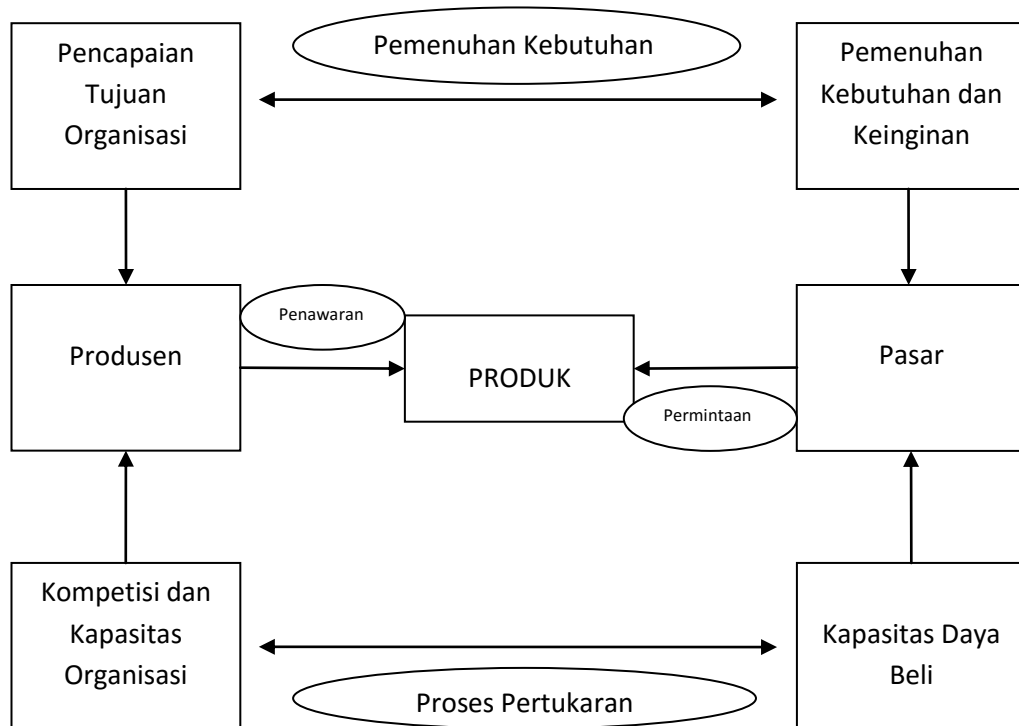 Pencapaian
Tujuan
Organisasi
Pemenuhan Kebutuhan
Pemenuhan
Kebutuhan dan
Keinginan
Produsen
Penawaran
PRODUK
Permintaan
Pasar
Kompetisi dan
Kapasitas
Organisasi
Proses Pertukaran
Kapasitas Daya
Beli